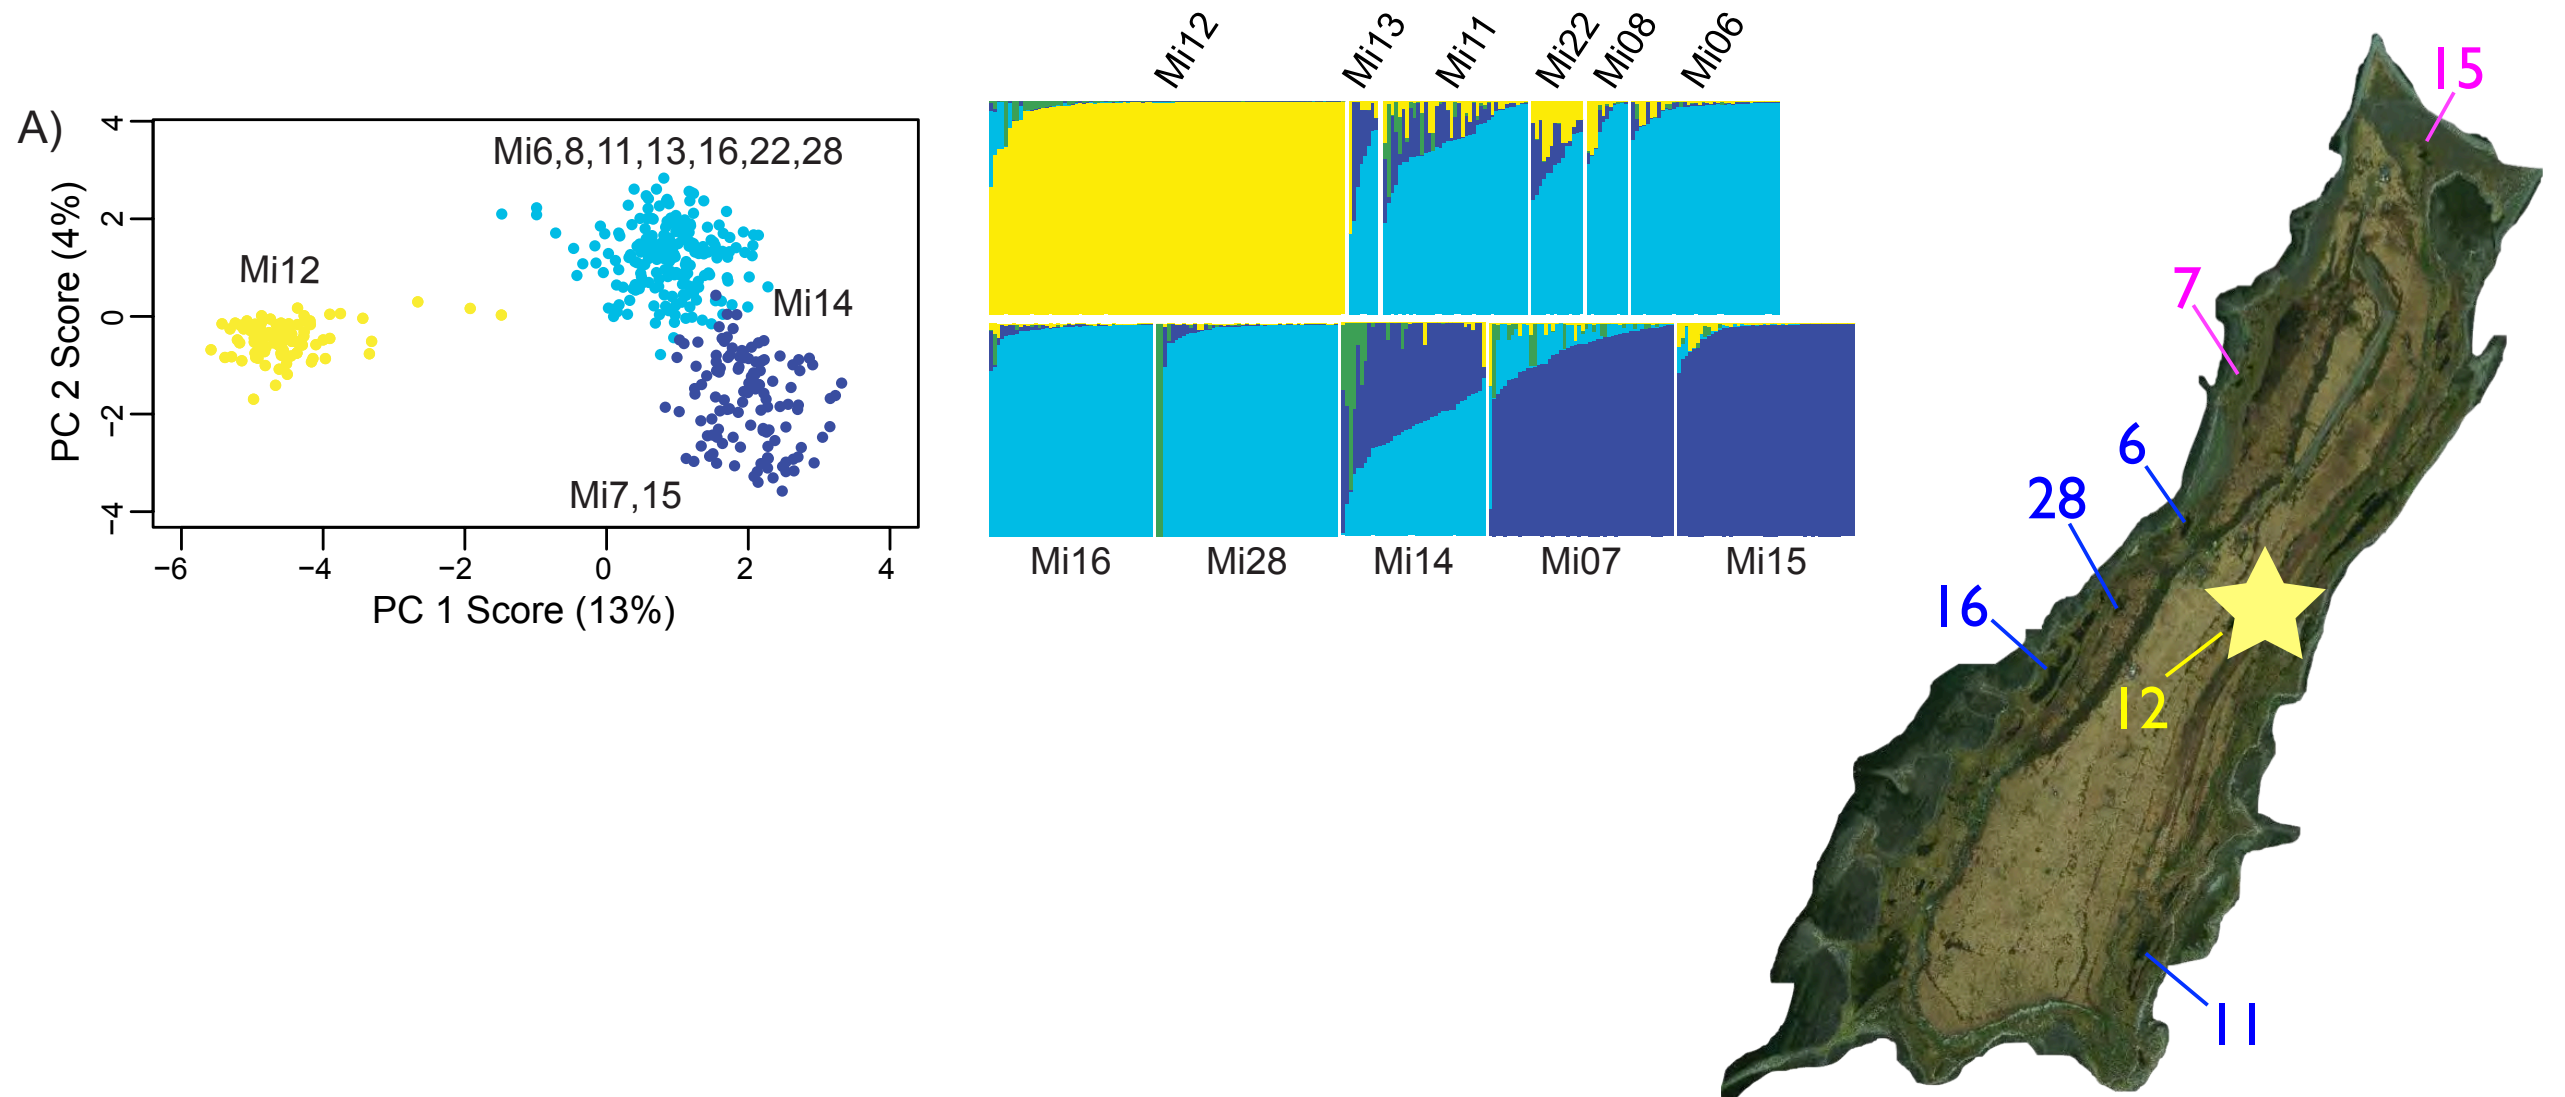 A)
4
2
0
−2
−4
PC 2 Score (4%)
Mi6,8,11,13,16,22,28
Mi12
Mi14
Mi7,15
−6
−4
−2
0
2
4
PC 1 Score (13%)
Mi12
Mi13
Mi11
Mi22
Mi08
Mi06
Mi16
Mi28
Mi14
Mi07
Mi15
15
7
6
28
16
12
11